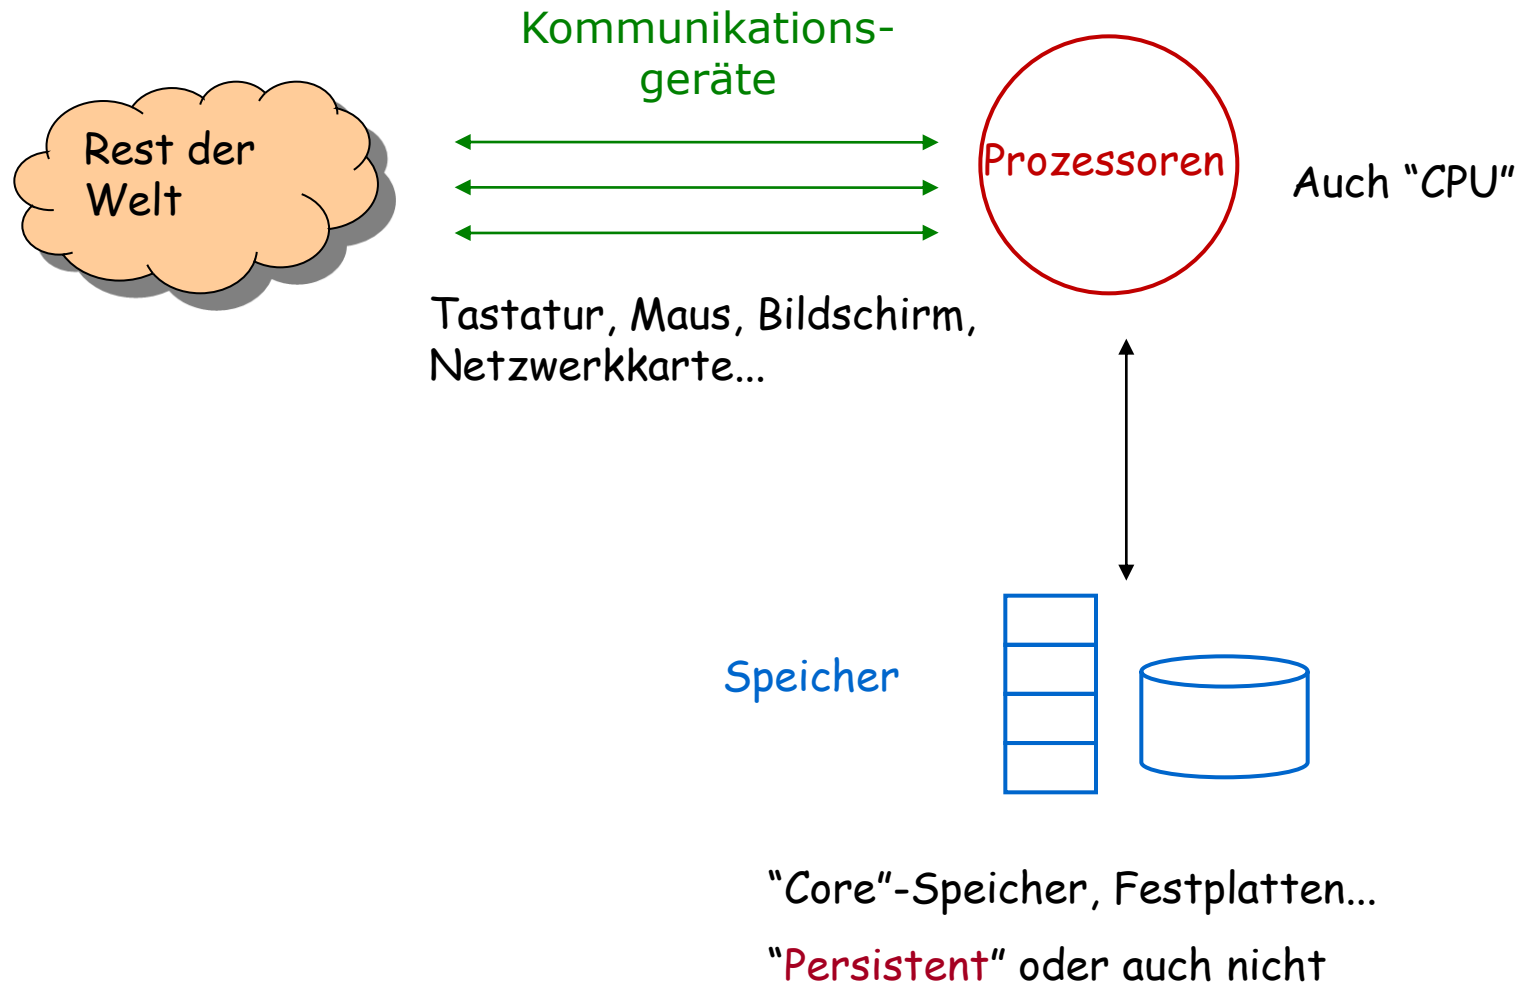 Kommunikations-
geräte
Rest der
Welt
Prozessoren
Auch “CPU”
Tastatur, Maus, Bildschirm,
Netzwerkkarte...
Speicher
“Core”-Speicher, Festplatten...
“Persistent” oder auch nicht